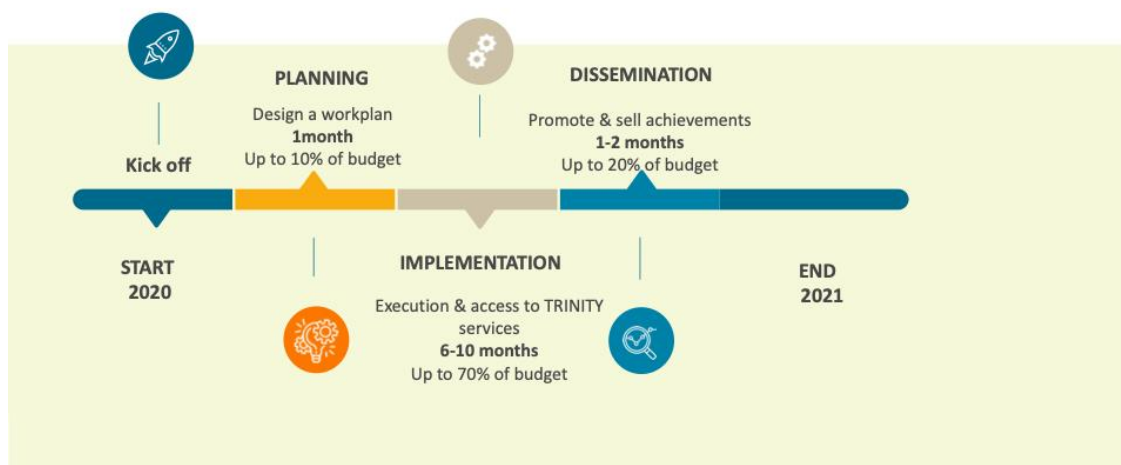 Kick off
START
2020
PLANNING
Design a workplan
1month
Up to 10% of budget
IMPLEMENTATION
Execution & access to TRINITY
services
6-10 months
Up to 70% of budget
DISSEMINATION
Promote & sell achievements
1-2 months
Up to 20% of budget
END
2021